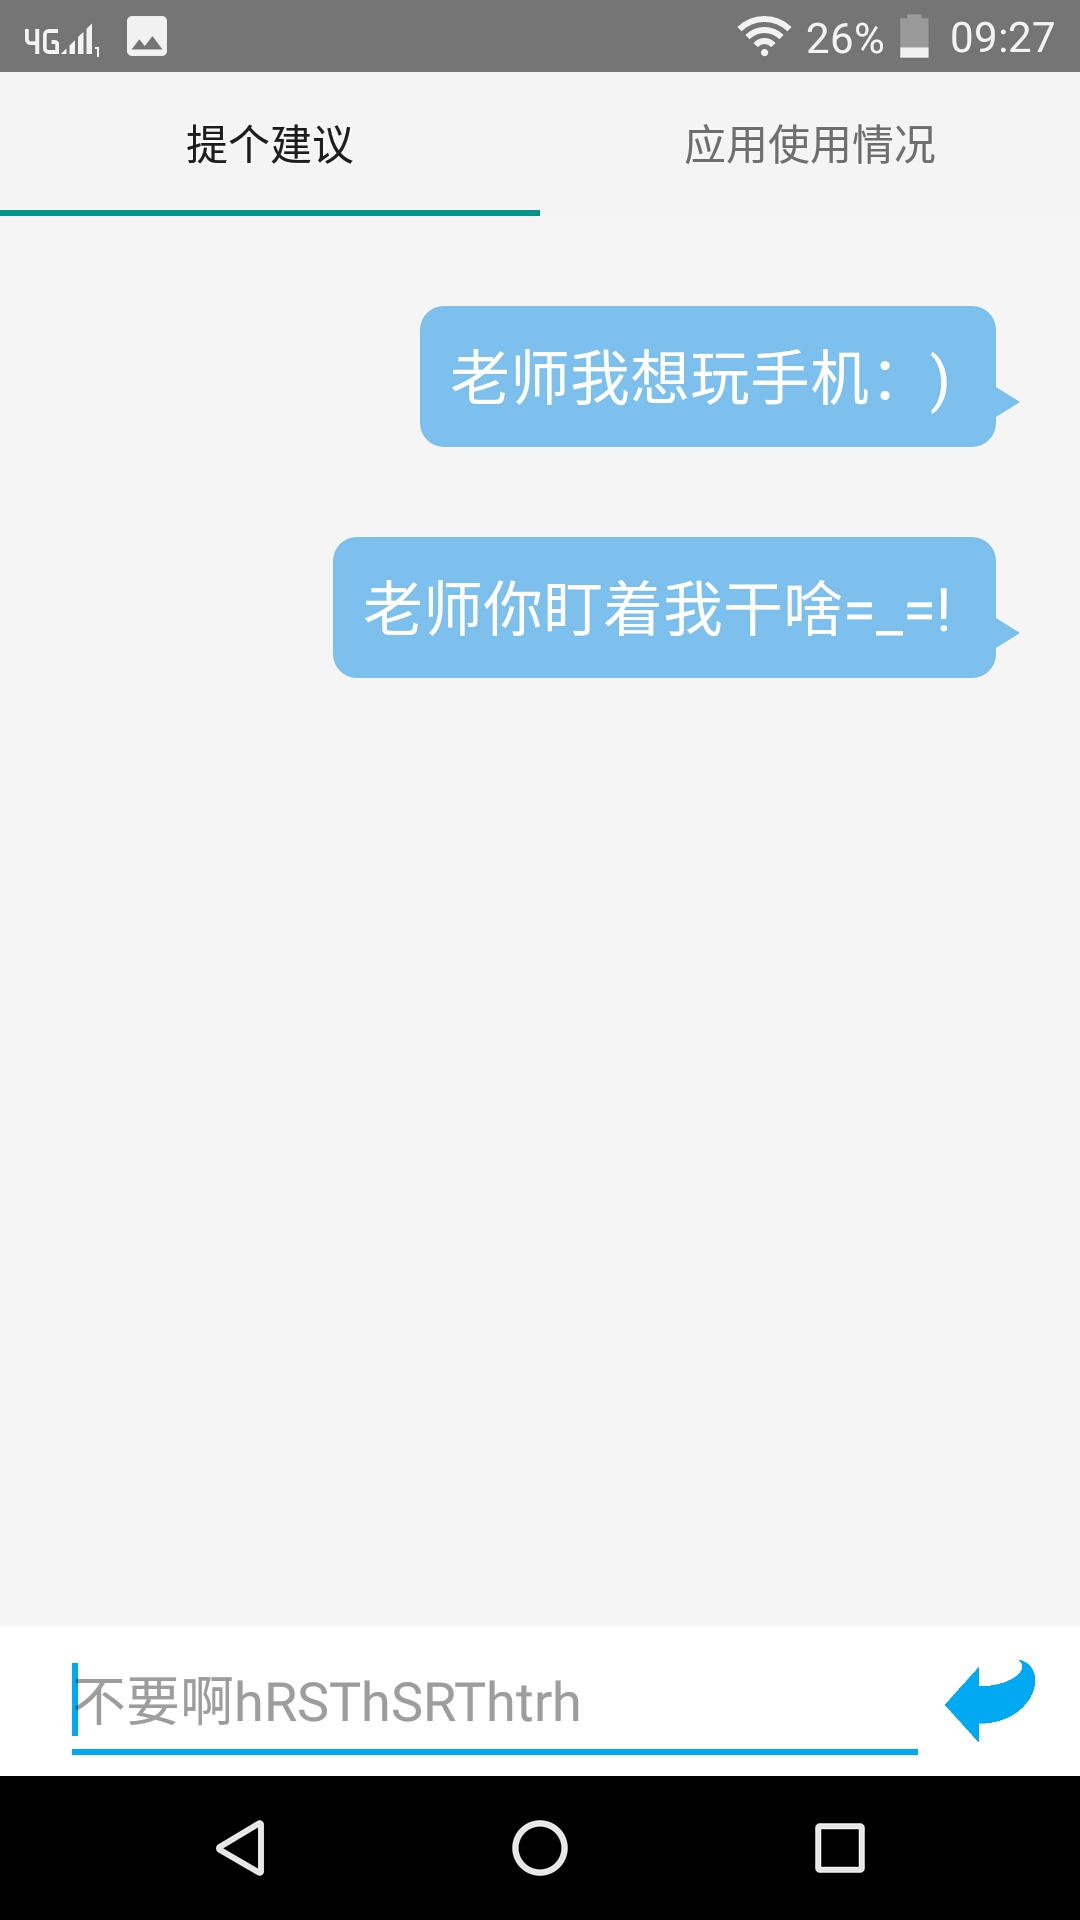 4G 1 26% 09:27
提个建议 应用使用情况
老师我想玩手机：)
老师你盯着我干啥=_=!
不要啊hRSThSRThtrh